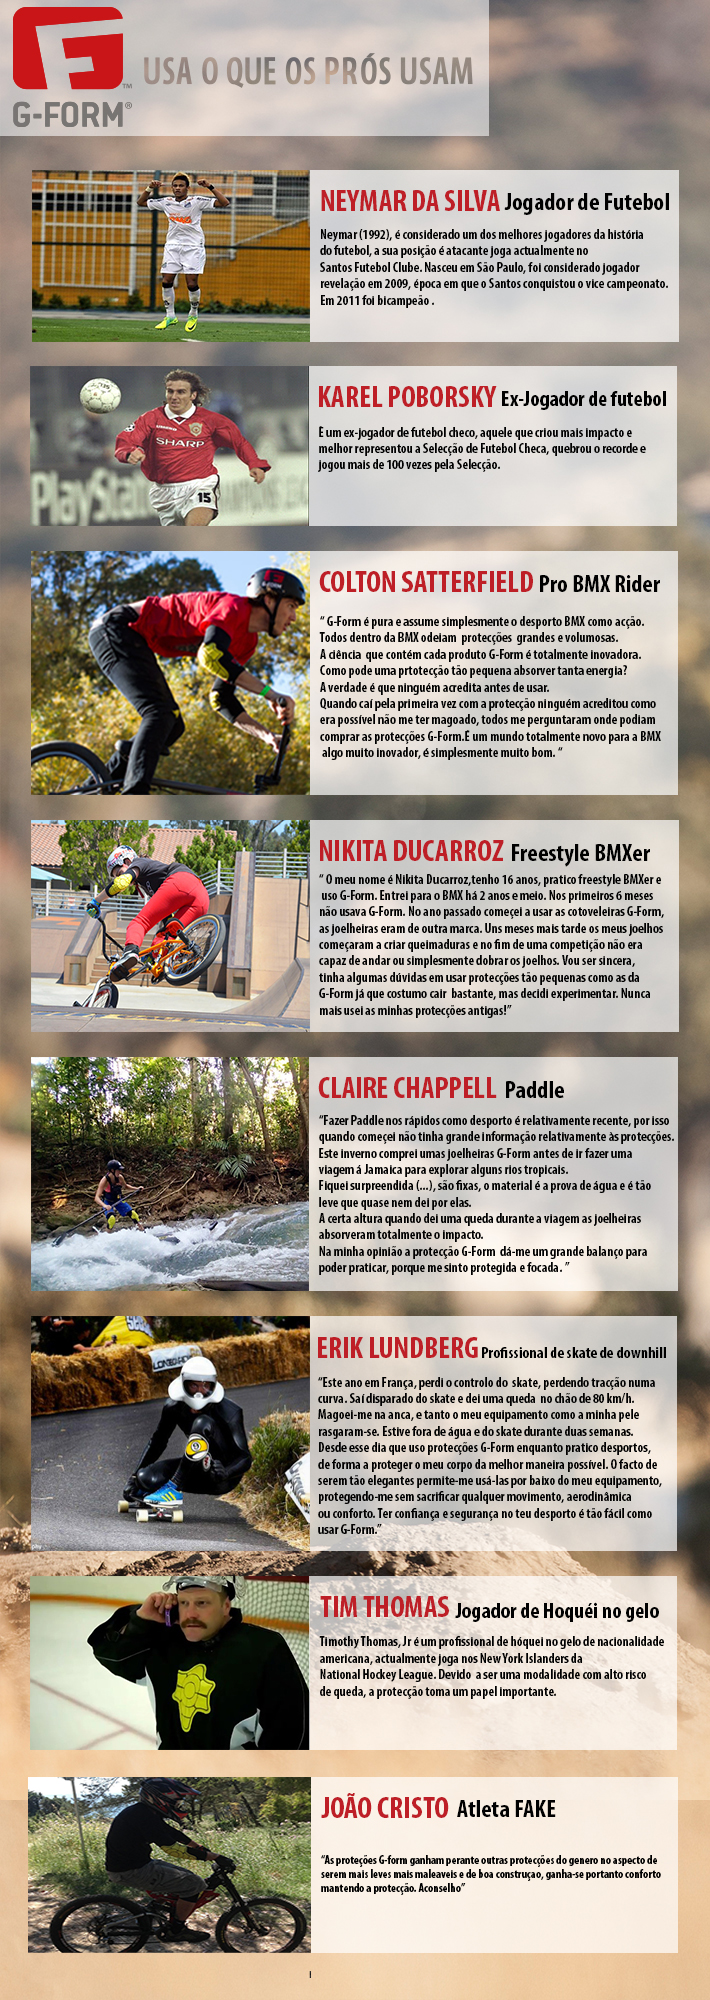 G-FORM®
USA O QUE OS PRÓS USAM
NEYMAR DA SILVA Jogador de Futebol
Neymar (1992), é considerado um dos melhores jogadores da história
do futebol, a sua posição é atacante joga actualmente no
Santos Futebol Clube. Nasceu em São Paulo, foi considerado jogador
revelação em 2009, época em que o Santos conquistou o vice campeonato.
Em 2011 foi bicampeão .
SHARP
15
PlayStat
KAREL POBORSKY Ex-Jogador de futebol
É um ex-jogador de futebol checo, aquele que criou mais impacto e
melhor representou a Selecção de Futebol Checa, quebrou o recorde e
jogou mais de 100 vezes pela Selecção.
COLTON SATTERFIELD Pro BMX Rider
“ G-Form é pura e assume simplesmente o desporto BMX como acção.
Todos dentro da BMX odeiam protecções grandes e volumosas.
A ciência que contém cada produto G-Form é totalmente inovadora.
Como pode uma prtotecção tão pequena absorver tanta energia?
A verdade é que ninguém acredita antes de usar.
Quando caí pela primeira vez com a protecção ninguém acreditou como
era possível não me ter magoado, todos me perguntaram onde podiam
comprar as protecções G-Form.É um mundo totalmente novo para a BMX
algo muito inovador, é simplesmente muito bom. “
NIKITA DUCARROZ Freestyle BMXer
“ O meu nome é Nikita Ducarroz,tenho 16 anos, pratico freestyle BMXer e
uso G-Form. Entrei para o BMX há 2 anos e meio. Nos primeiros 6 meses
não usava G-Form. No ano passado começei a usar as cotoveleiras G-Form,
as joelheiras eram de outra marca. Uns meses mais tarde os meus joelhos
começaram a criar queimaduras e no fim de uma competição não era
capaz de andar ou simplesmente dobrar os joelhos. Vou ser sincera,
tinha algumas dúvidas em usar protecções tão pequenas como as da
G-Form já que costumo cair bastante, mas decidi experimentar. Nunca
mais usei as minhas protecções antigas!”
CLAIRE CHAPPELL Paddle
“Fazer Paddle nos rápidos como desporto é relativamente recente, por isso
quando começei não tinha grande informação relativamente às protecções.
Este inverno comprei umas joelheiras G-Form antes de ir fazer uma
viagem á Jamaica para explorar alguns rios tropicais.
Fiquei surpreendida (...), são fixas, o material é a prova de água e é tão
leve que quase nem dei por elas.
A certa altura quando dei uma queda durante a viagem as joelheiras
absorveram totalmente o impacto.
Na minha opinião a protecção G-Form dá-me um grande balanço para
poder praticar, porque me sinto protegida e focada. ”
ERIK LUNDBERG Profissional de skate de downhill
“Este ano em França, perdi o controlo do skate, perdendo tracção numa
curva. Saí disparado do skate e dei uma queda no chão de 80 km/h.
Magoei-me na anca, e tanto o meu equipamento como a minha pele
rasgaram-se. Estive fora de água e do skate durante duas semanas.
Desde esse dia que uso protecções G-Form enquanto pratico desportos,
de forma a proteger o meu corpo da melhor maneira possível. O facto de
serem tão elegantes permite-me usá-las por baixo do meu equipamento,
protegendo-me sem sacrificar qualquer movimento, aerodinâmica
ou conforto. Ter confiança e segurança no teu desporto é tão fácil como
usar G-Form.”
TIM THOMAS Jogador de Hoquéi no gelo
Timothy Thomas, Jr é um profissional de hóquei no gelo de nacionalidade
americana, actualmente joga nos New York Islanders da
National Hockey League. Devido a ser uma modalidade com alto risco
de queda, a protecção toma um papel importante.
JOÃO CRISTO Atleta FAKE
“As proteções G-form ganham perante outras protecções do genero no aspecto de
serem mais leves mais maleaveis e de boa construçao, ganha-se portanto conforto
mantendo a protecção. Aconselho”